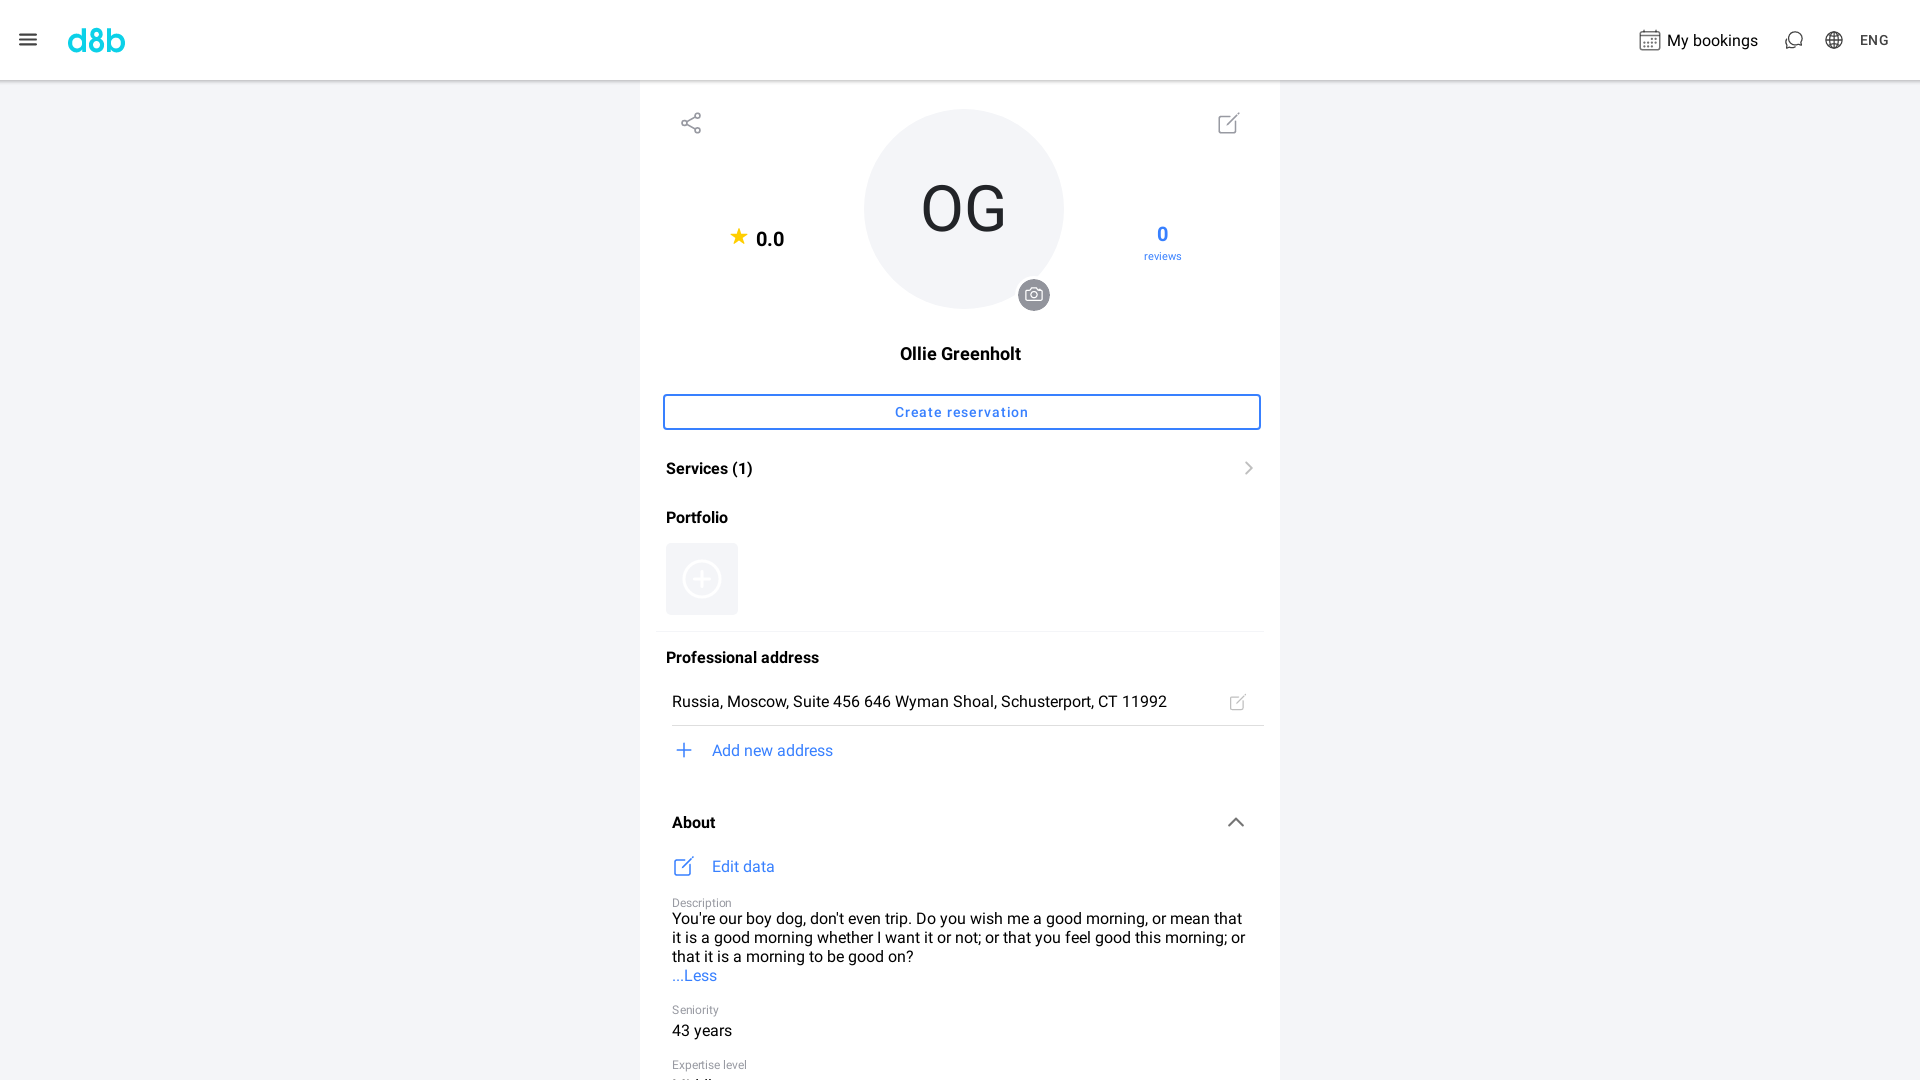 d8b
My bookings
ENG
OG
0.0
0
reviews
Ollie Greenholt
Create reservation
Services (1)
Portfolio
Professional address
Russia, Moscow, Suite 456 646 Wyman Shoal, Schusterport, CT 11992
Add new address
About
Edit data
Description
You're our boy dog, don't even trip. Do you wish me a good morning, or mean that
it is a good morning whether I want it or not; or that you feel good this morning; or
that it is a morning to be good on?
...Less
Seniority
43 years
Expertise level